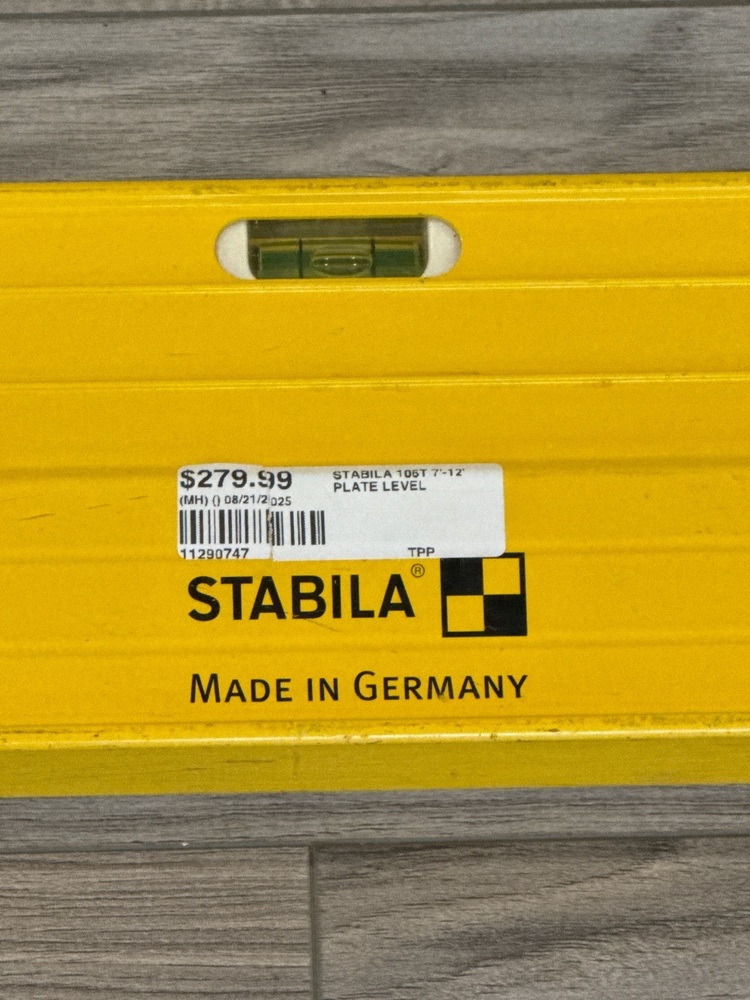 $279.99
(MH) () 08/21/2025
11290747
STABILA 106T 7'-12'
PLATE LEVEL
TPP
STABILA®
MADE IN GERMANY